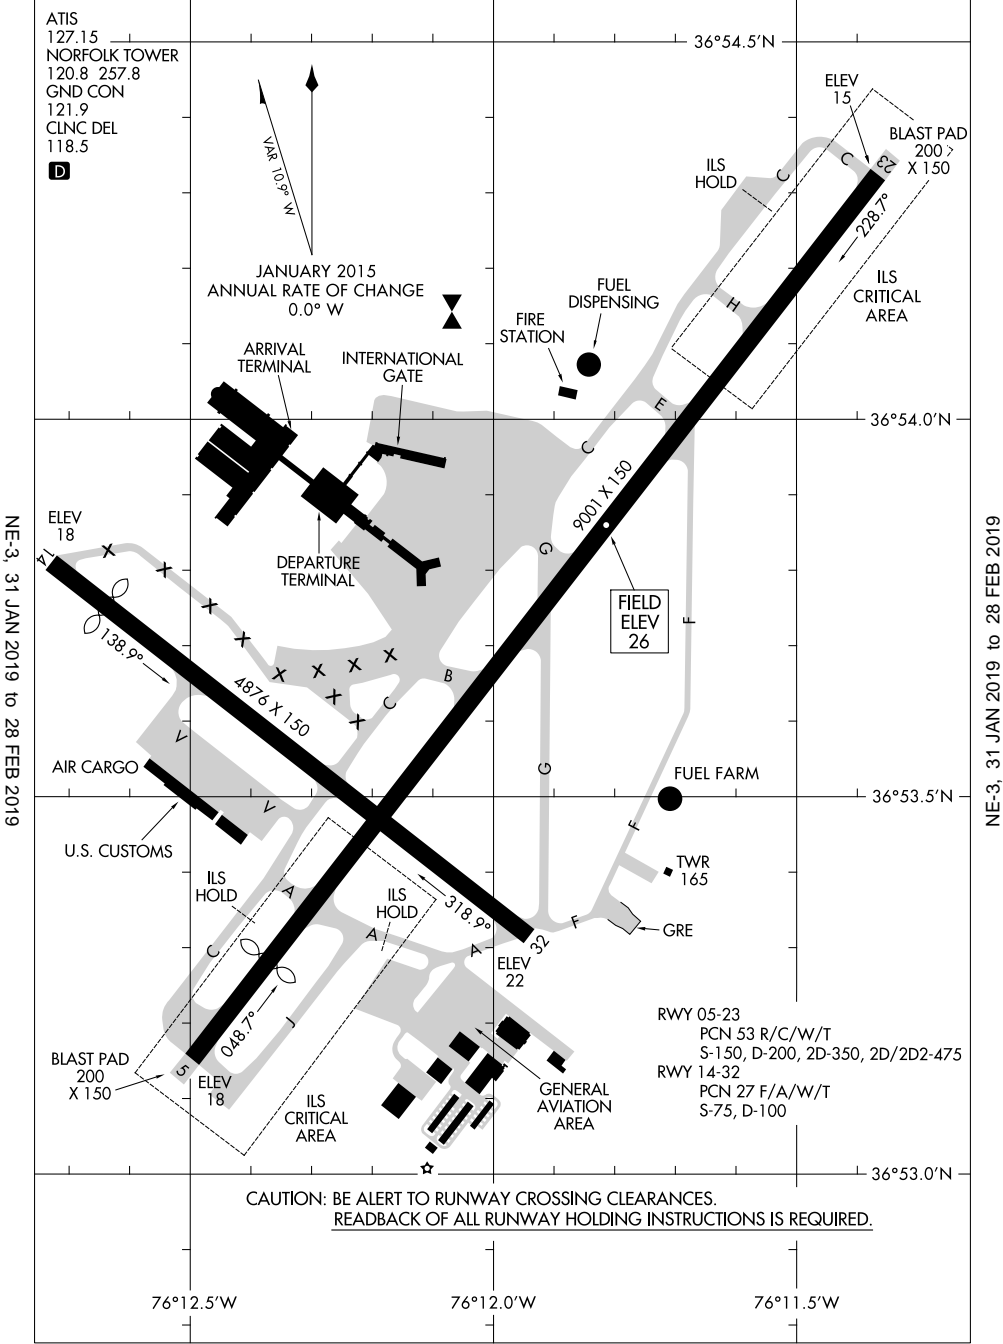 ATIS
127.15
NORFOLK TOWER
120.8 257.8
GND CON
121.9
CLNC DEL
118.5
D
36°54.5'N
VAR 10.9° W
JANUARY 2015
ANNUAL RATE OF CHANGE
0.0° W
ELEV
15
BLAST PAD
200
X 150
23
228.7°
ILS
HOLD
C
C
H
ILS
CRITICAL
AREA
FUEL
DISPENSING
FIRE
STATION
ARRIVAL
TERMINAL
INTERNATIONAL
GATE
E
C
36°54.0'N
9001 X 150
G
DEPARTURE
TERMINAL
FIELD
ELEV
26
F
ELEV
18
14
X
X
X
X
X
X
X
X
X
X
138.9°
4876 X 150
B
C
V
V
G
AIR CARGO
U.S. CUSTOMS
FUEL FARM
36°53.5'N
F
TWR
165
ILS
HOLD
A
ILS
HOLD
318.9°
A
A
F
GRE
32
ELEV
22
C
J
048.7°
BLAST PAD
200
X 150
5
ELEV
18
ILS
CRITICAL
AREA
GENERAL
AVIATION
AREA
RWY 05-23
PCN 53 R/C/W/T
S-150, D-200, 2D-350, 2D/2D2-475
RWY 14-32
PCN 27 F/A/W/T
S-75, D-100
36°53.0'N
CAUTION: BE ALERT TO RUNWAY CROSSING CLEARANCES.
READBACK OF ALL RUNWAY HOLDING INSTRUCTIONS IS REQUIRED.
76°12.5'W
76°12.0'W
76°11.5'W
NE-3, 31 JAN 2019 to 28 FEB 2019
NE-3, 31 JAN 2019 to 28 FEB 2019